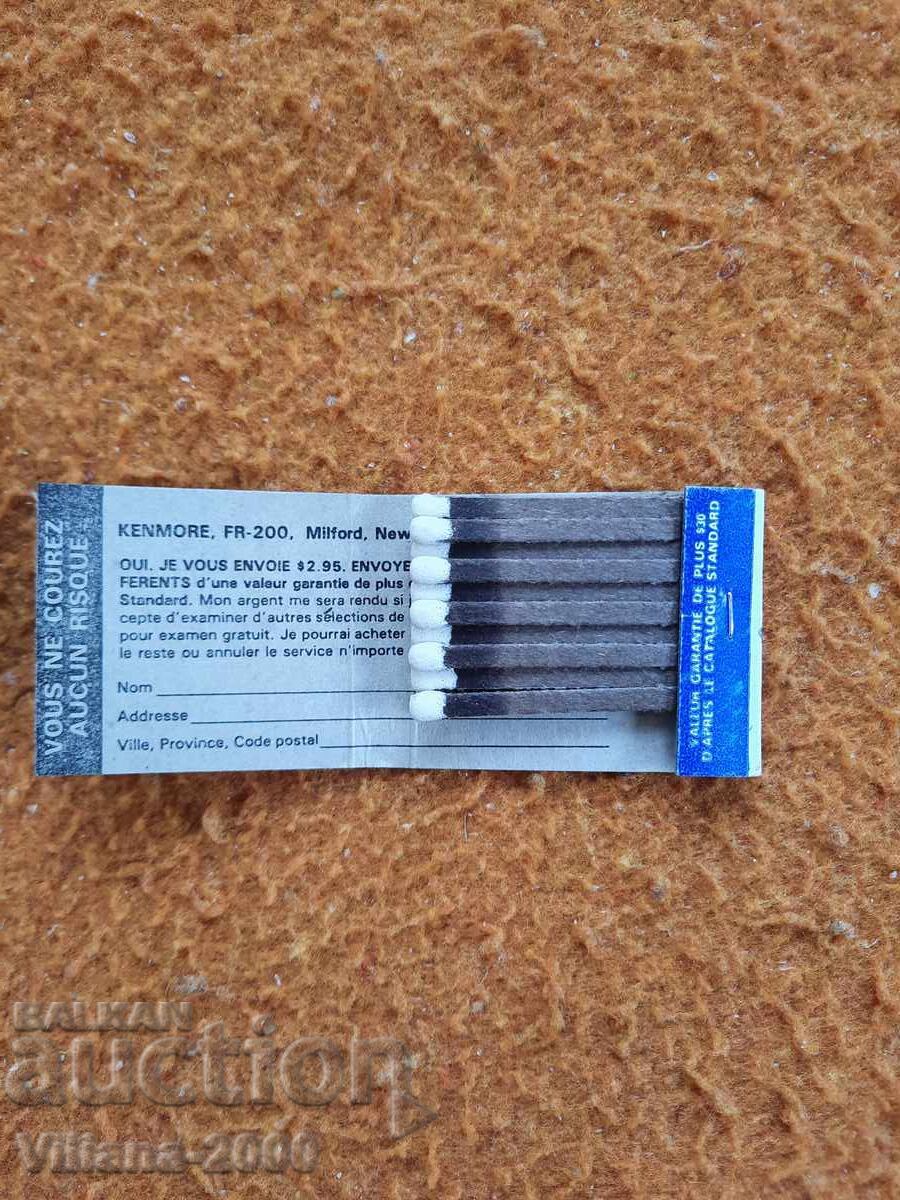 VOUS NE COUREZ
AUCUN RISQUE
KENMORE, FR-200, Milford, New
OUI. JE VOUS ENVOIE $2.95. ENVOYE
FERENTS d'une valeur garantie de plus
Standard. Mon argent me sera rendu si
cepte d'examiner d'autres sélections de
pour examen gratuit. Je pourrai acheter
le reste ou annuler le service n'importe
Nom
Addresse
Ville, Province, Code postal
VALEUR GARANTIE DE PLUS $30
D'APRES LE CATALOGUE STANDARD
BALKAN
auction
Villana-2000